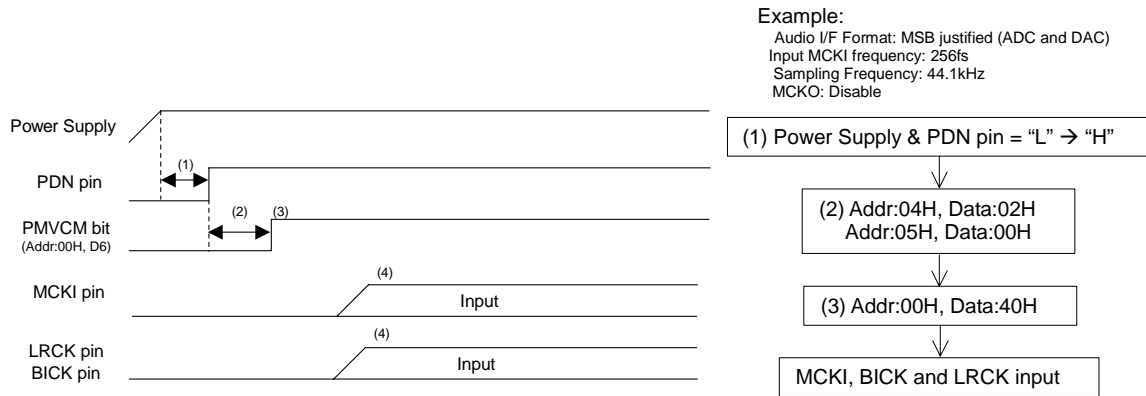 Example:
Audio I/F Format: MSB justified (ADC and DAC)
Input MCKI frequency: 256fs
Sampling Frequency: 44.1kHz
MCKO: Disable
Power Supply
(1)
PDN pin
(2)
(3)
PMVCM bit
(Addr:00H, D6)
(4)
MCKI pin
Input
(4)
LRCK pin
BICK pin
Input
(1) Power Supply & PDN pin = “L” → “H”
(2) Addr:04H, Data:02H
Addr:05H, Data:00H
(3) Addr:00H, Data:40H
MCKI, BICK and LRCK input